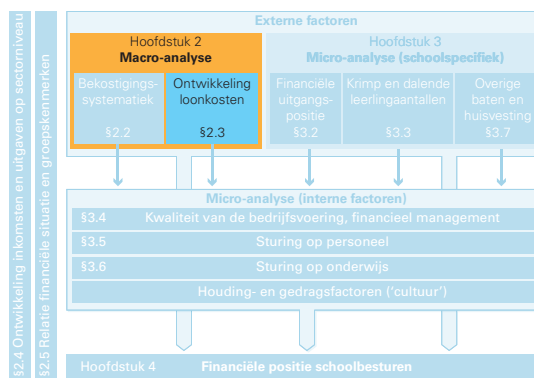 §2.4 Ontwikkeling inkomsten en uitgaven op sectorniveau
§2.5 Relatie financiële situatie en groepskenmerken
Externe factoren
Hoofdstuk 2
Macro-analyse
Bekostigings-
systematiek
§2.2
Ontwikkeling
loonkosten
§2.3
Hoofdstuk 3
Micro-analyse (schoolspecifiek)
Financiële
uitgangs-
positie
§3.2
Krimp en dalende
leerlingaantallen
§3.3
Overige
baten en
huisvesting
§3.7
Micro-analyse (interne factoren)
§3.4 Kwaliteit van de bedrijfsvoering, financieel management
§3.5 Sturing op personeel
§3.6 Sturing op onderwijs
Houding- en gedragsfactoren (‘cultuur’)
Hoofdstuk 4 Financiële positie schoolbesturen